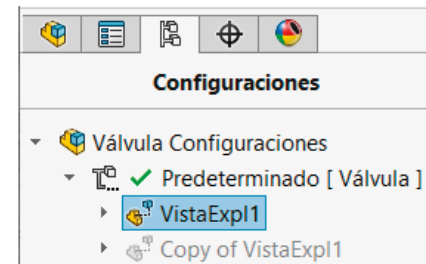 Configuraciones
Válvula Configuraciones
Predeterminado [ Válvula ]
VistaExpl1
Copy of VistaExpl1